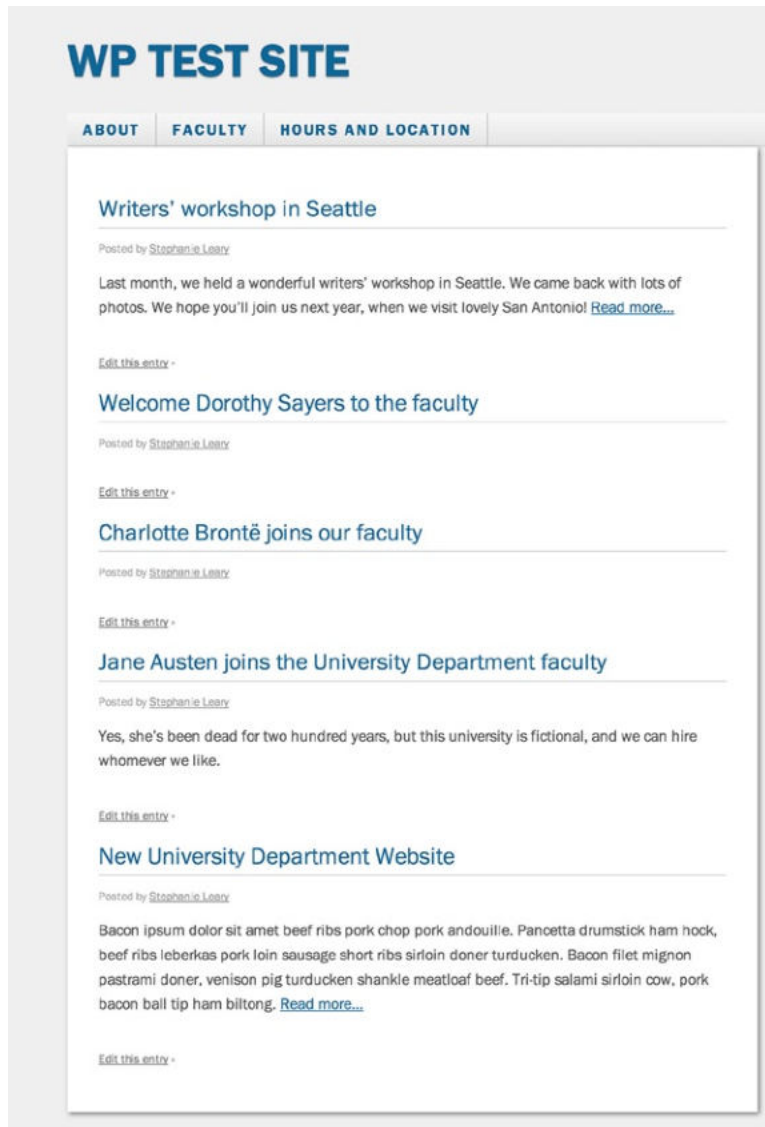 WP TEST SITE
ABOUT FACULTY HOURS AND LOCATION
Writers’ workshop in Seattle
Posted by Stephanie Leary
Last month, we held a wonderful writers’ workshop in Seattle. We came back with lots of
photos. We hope you’ll join us next year, when we visit lovely San Antonio! Read more...
Edit this entry »
Welcome Dorothy Sayers to the faculty
Posted by Stephanie Leary
Edit this entry »
Charlotte Brontë joins our faculty
Posted by Stephanie Leary
Edit this entry »
Jane Austen joins the University Department faculty
Posted by Stephanie Leary
Yes, she’s been dead for two hundred years, but this university is fictional, and we can hire
whomever we like.
Edit this entry »
New University Department Website
Posted by Stephanie Leary
Bacon ipsum dolor sit amet beef ribs pork chop pork andouille. Pancetta drumstick ham hock,
beef ribs leberkas pork loin sausage short ribs sirloin doner turducken. Bacon filet mignon
pastrami doner, venison pig turducken shankle meatloaf beef. Tri-tip salami sirloin cow, pork
bacon ball tip ham biltong. Read more...
Edit this entry »